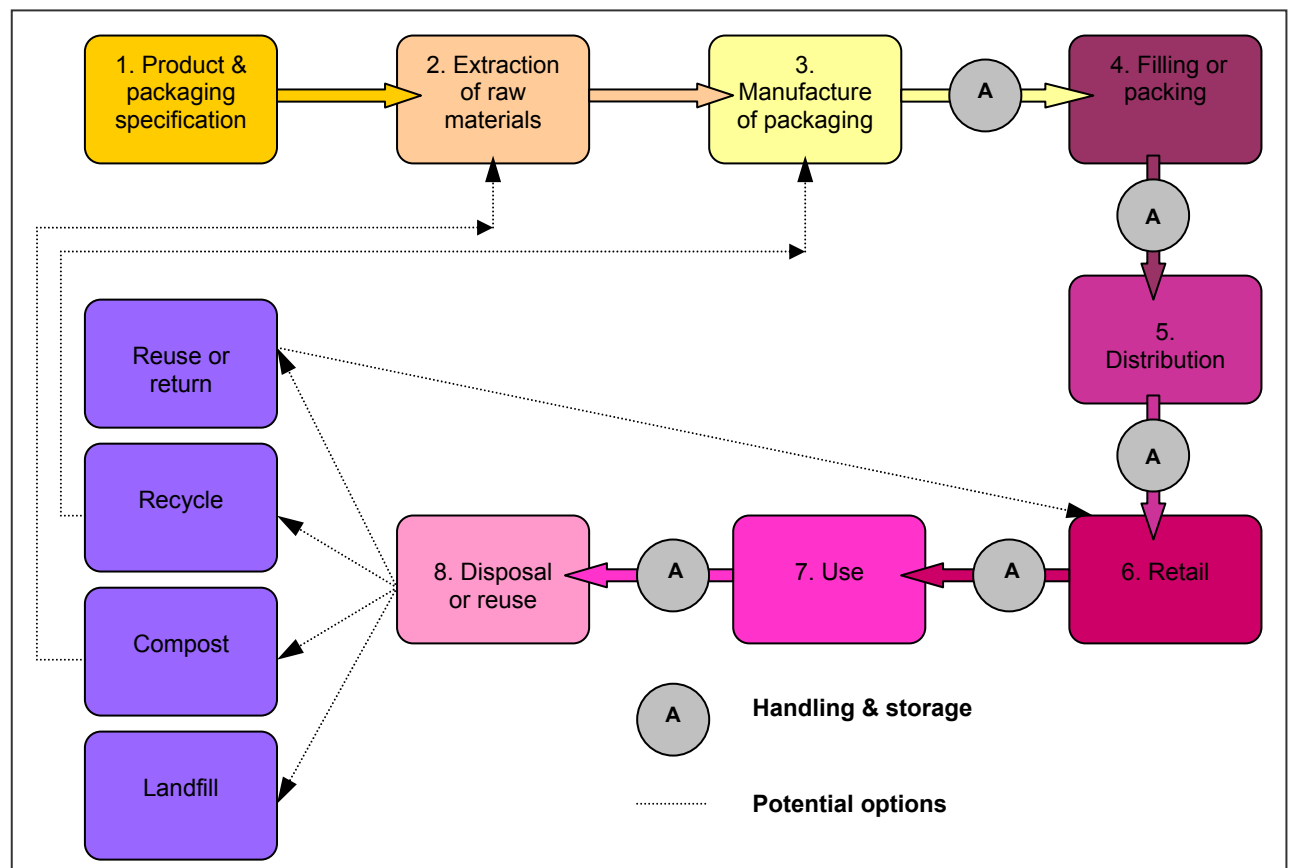 1. Product &
packaging
specification
2. Extraction
of raw
materials
3.
Manufacture
of packaging
A
4. Filling or
packing
A
5.
Distribution
A
6. Retail
A
7. Use
A
8. Disposal
or reuse
Reuse or
return
Recycle
Compost
Landfill
A
Handling & storage
Potential options